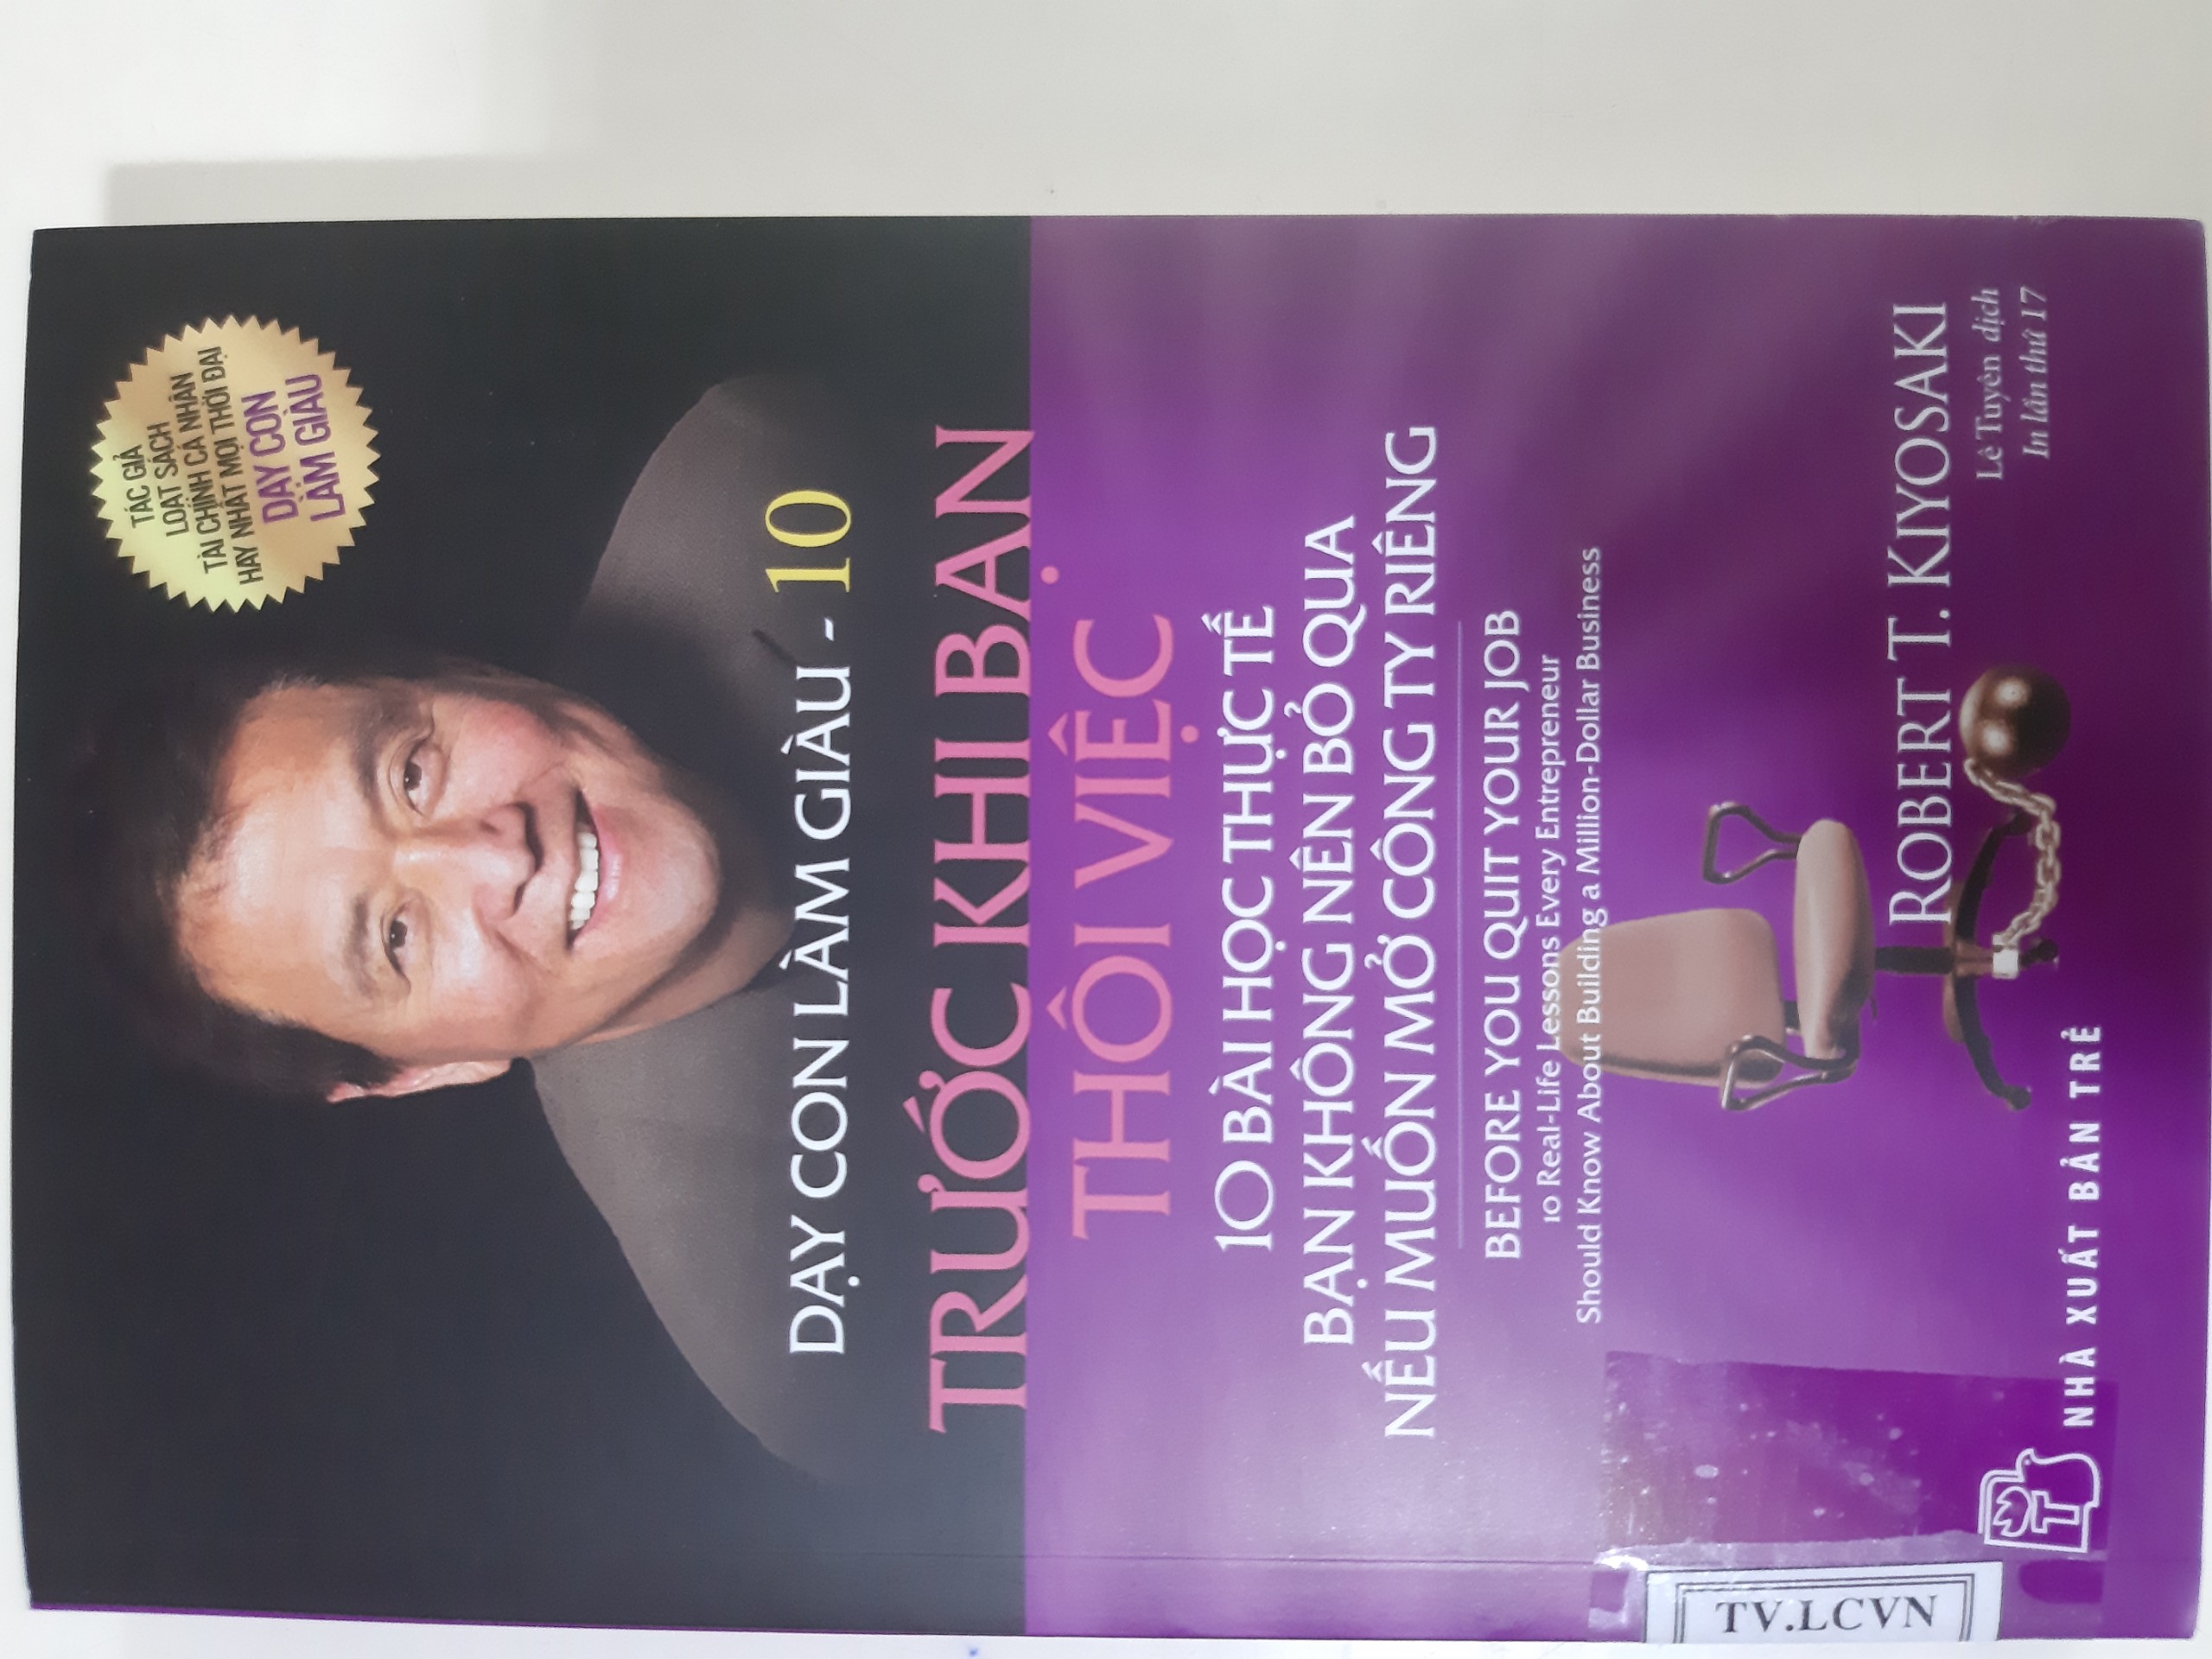 TÁC GIẢ
LOẠT SÁCH
TÀI CHÍNH CÁ NHÂN
HAY NHẤT MỌI THỜI ĐẠI
DẠY CON
LÀM GIÀU
DẠY CON LÀM GIÀU - 10
TRƯỚC KHI BẠN
THÔI VIỆC
10 BÀI HỌC THỰC TẾ
BẠN KHÔNG NÊN BỎ QUA
NẾU MUỐN MỞ CÔNG TY RIÊNG
BEFORE YOU QUIT YOUR JOB
10 Real-Life Lessons Every Entrepreneur
Should Know About Building a Million-Dollar Business
TV.LCVN
ROBERT T. KIYOSAKI
Lê Tuyên dịch
In lần thứ 17
T
NHÀ XUẤT BẢN TRẺ